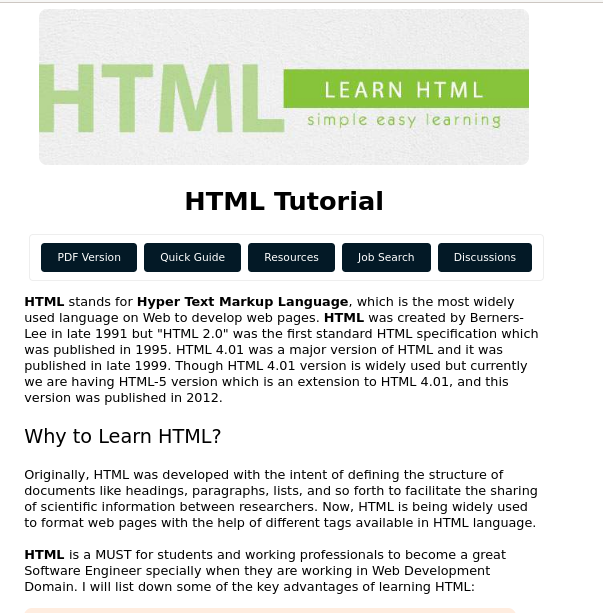 HTML
LEARN HTML
simple easy learning
HTML Tutorial
PDF Version Quick Guide Resources Job Search Discussions
HTML stands for Hyper Text Markup Language, which is the most widely
used language on Web to develop web pages. HTML was created by Berners-
Lee in late 1991 but "HTML 2.0" was the first standard HTML specification which
was published in 1995. HTML 4.01 was a major version of HTML and it was
published in late 1999. Though HTML 4.01 version is widely used but currently
we are having HTML-5 version which is an extension to HTML 4.01, and this
version was published in 2012.
Why to Learn HTML?
Originally, HTML was developed with the intent of defining the structure of
documents like headings, paragraphs, lists, and so forth to facilitate the sharing
of scientific information between researchers. Now, HTML is being widely used
to format web pages with the help of different tags available in HTML language.
HTML is a MUST for students and working professionals to become a great
Software Engineer specially when they are working in Web Development
Domain. I will list down some of the key advantages of learning HTML: